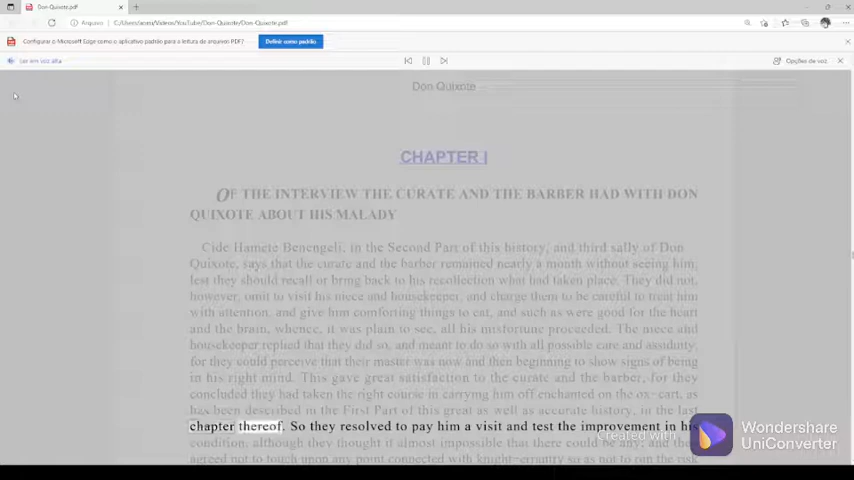 Don-Quixote.pdf
Arquivo C:/Users/
/Videos/YouTube/Don-Quixote/Don-Quixote.pdf
Configurar o Microsoft Edge como o aplicativo padrão para a leitura de arquivos PDF? Definir como padrão
Ler em voz alta Opções de voz
Don Quixote
CHAPTER I
OF THE INTERVIEW THE CURATE AND THE BARBER HAD WITH DON
QUIXOTE ABOUT HIS MALADY
Cide Hamete Benengeli, in the Second Part of this history, and third sally of Don
Quixote, says that the curate and the barber remained nearly a month without seeing him,
lest they should recall or bring back to his recollection what had taken place. They did not,
however, omit to visit his niece and housekeeper, and charge them to be careful to treat him
with attention, and give him comforting things to eat, and such as were good for the heart
and the brain, whence, it was plain to see, all his misfortune proceeded. The niece and
housekeeper replied that they did so, and meant to do so with all possible care and assiduity,
for they could perceive that their master was now and then beginning to show signs of being
in his right mind. This gave great satisfaction to the curate and the barber, for they
concluded they had taken the right course in carrying him off enchanted on the ox-cart, as
has been described in the First Part of this great as well as accurate history, in the last
chapter thereof. So they resolved to pay him a visit and test the improvement in his
condition, although they thought it almost impossible that there could be any; and they
agreed not to touch upon any point connected with knight-errantry so as not to run the risk
Created with
Wondershare
UniConverter